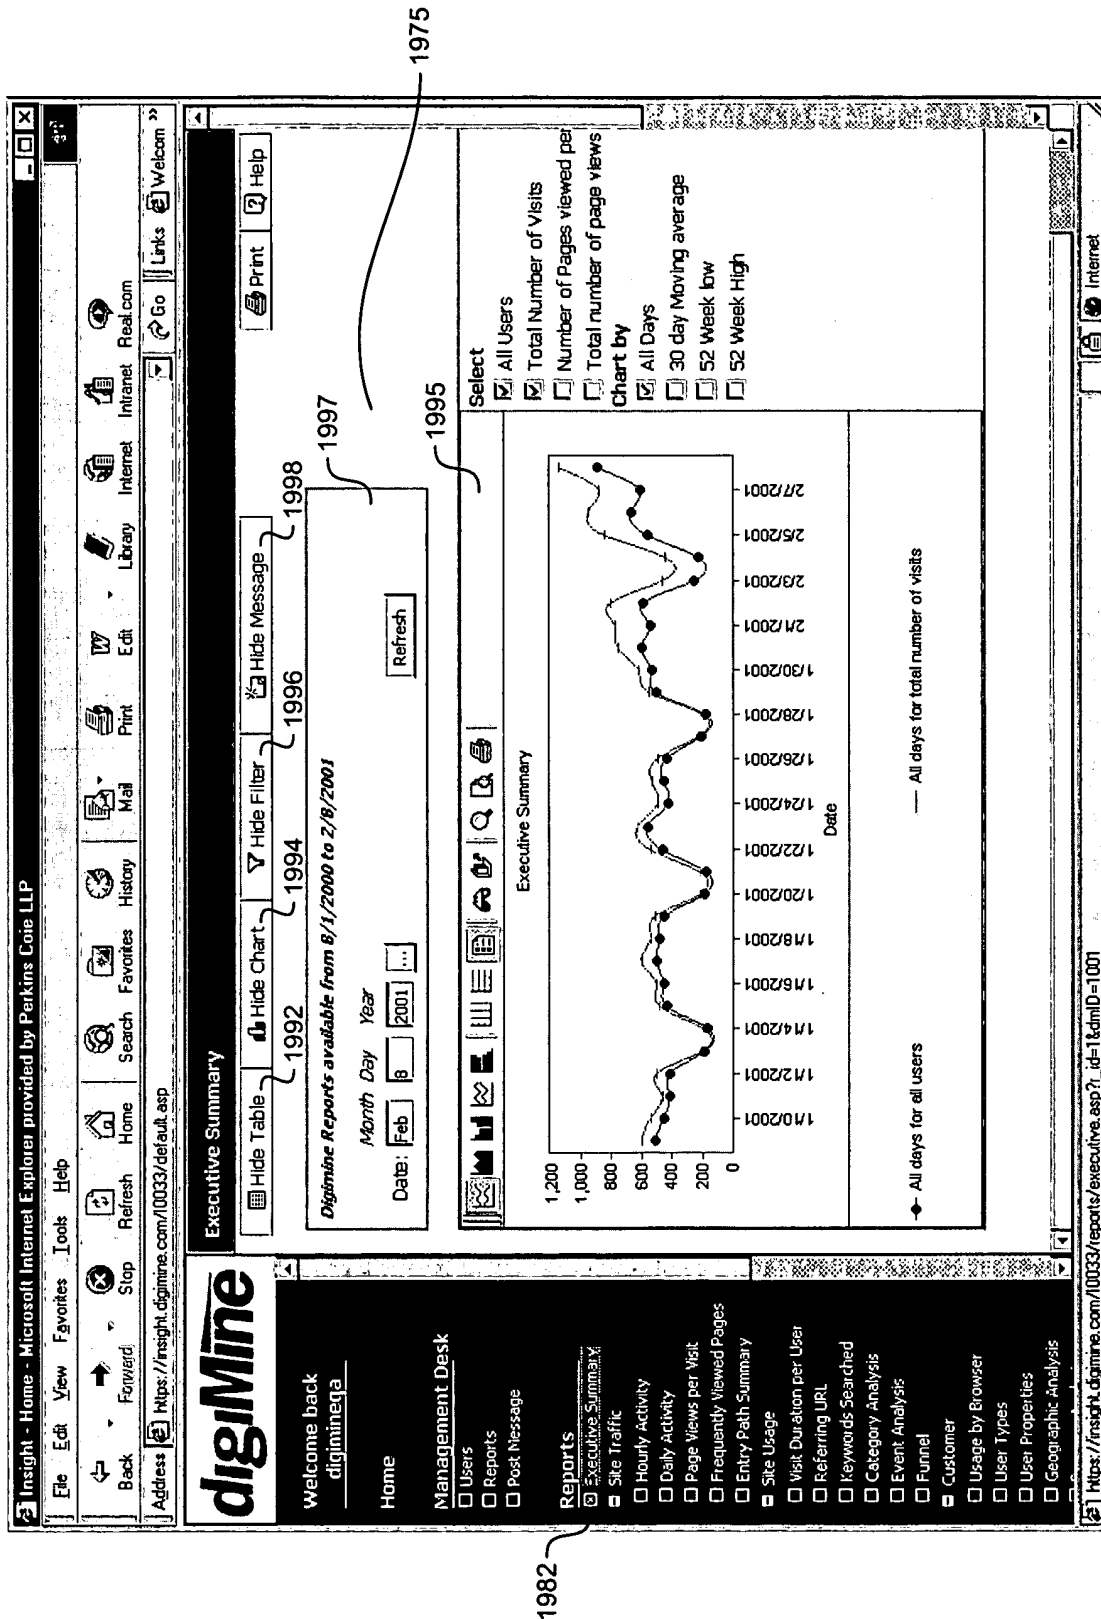 Insight - Home - Microsoft Internet Explorer provided by Perkins Coie LLP
File Edit View Favorites Tools Help
Back Forward Stop Refresh Home Search Favorites History Mail Print Edit Library Internet Intranet Real.com
Address https://insight.digimine.com/10033/default.asp Go Links Welcom »
digiMine
Welcome back
digimineqa
Home
Management Desk
Users
Reports
Post Message
Reports
Executive Summary
Site Traffic
Hourly Activity
Daily Activity
Page Views per Visit
Frequently Viewed Pages
Entry Path Summary
Site Usage
Visit Duration per User
Referring URL
Keywords Searched
Category Analysis
Event Analysis
Funnel
Customer
Usage by Browser
User Types
User Properties
Geographic Analysis
1982
Executive Summary
Hide Table Hide Chart Hide Filter Hide Message Print Help
1992 1994 1996 1998
1975
Digimine Reports available from 8/1/2000 to 2/8/2001
Month Day Year
Date: Feb 8 2001 ... Refresh
1997
1995
Executive Summary
1,200
1,000
800
600
400
200
0
1/10/2001 1/12/2001 1/14/2001 1/16/2001 1/18/2001 1/20/2001 1/22/2001 1/24/2001 1/26/2001 1/28/2001 1/30/2001 2/1/2001 2/3/2001 2/5/2001 2/7/2001
Date
All days for all users All days for total number of visits
Select
All Users
Total Number of Visits
Number of Pages viewed per
Total number of page views
Chart by
All Days
30 day Moving average
52 Week low
52 Week High
https://insight.digimine.com/10033/reports/executive.asp?r_id=1&dmID=1001 Internet